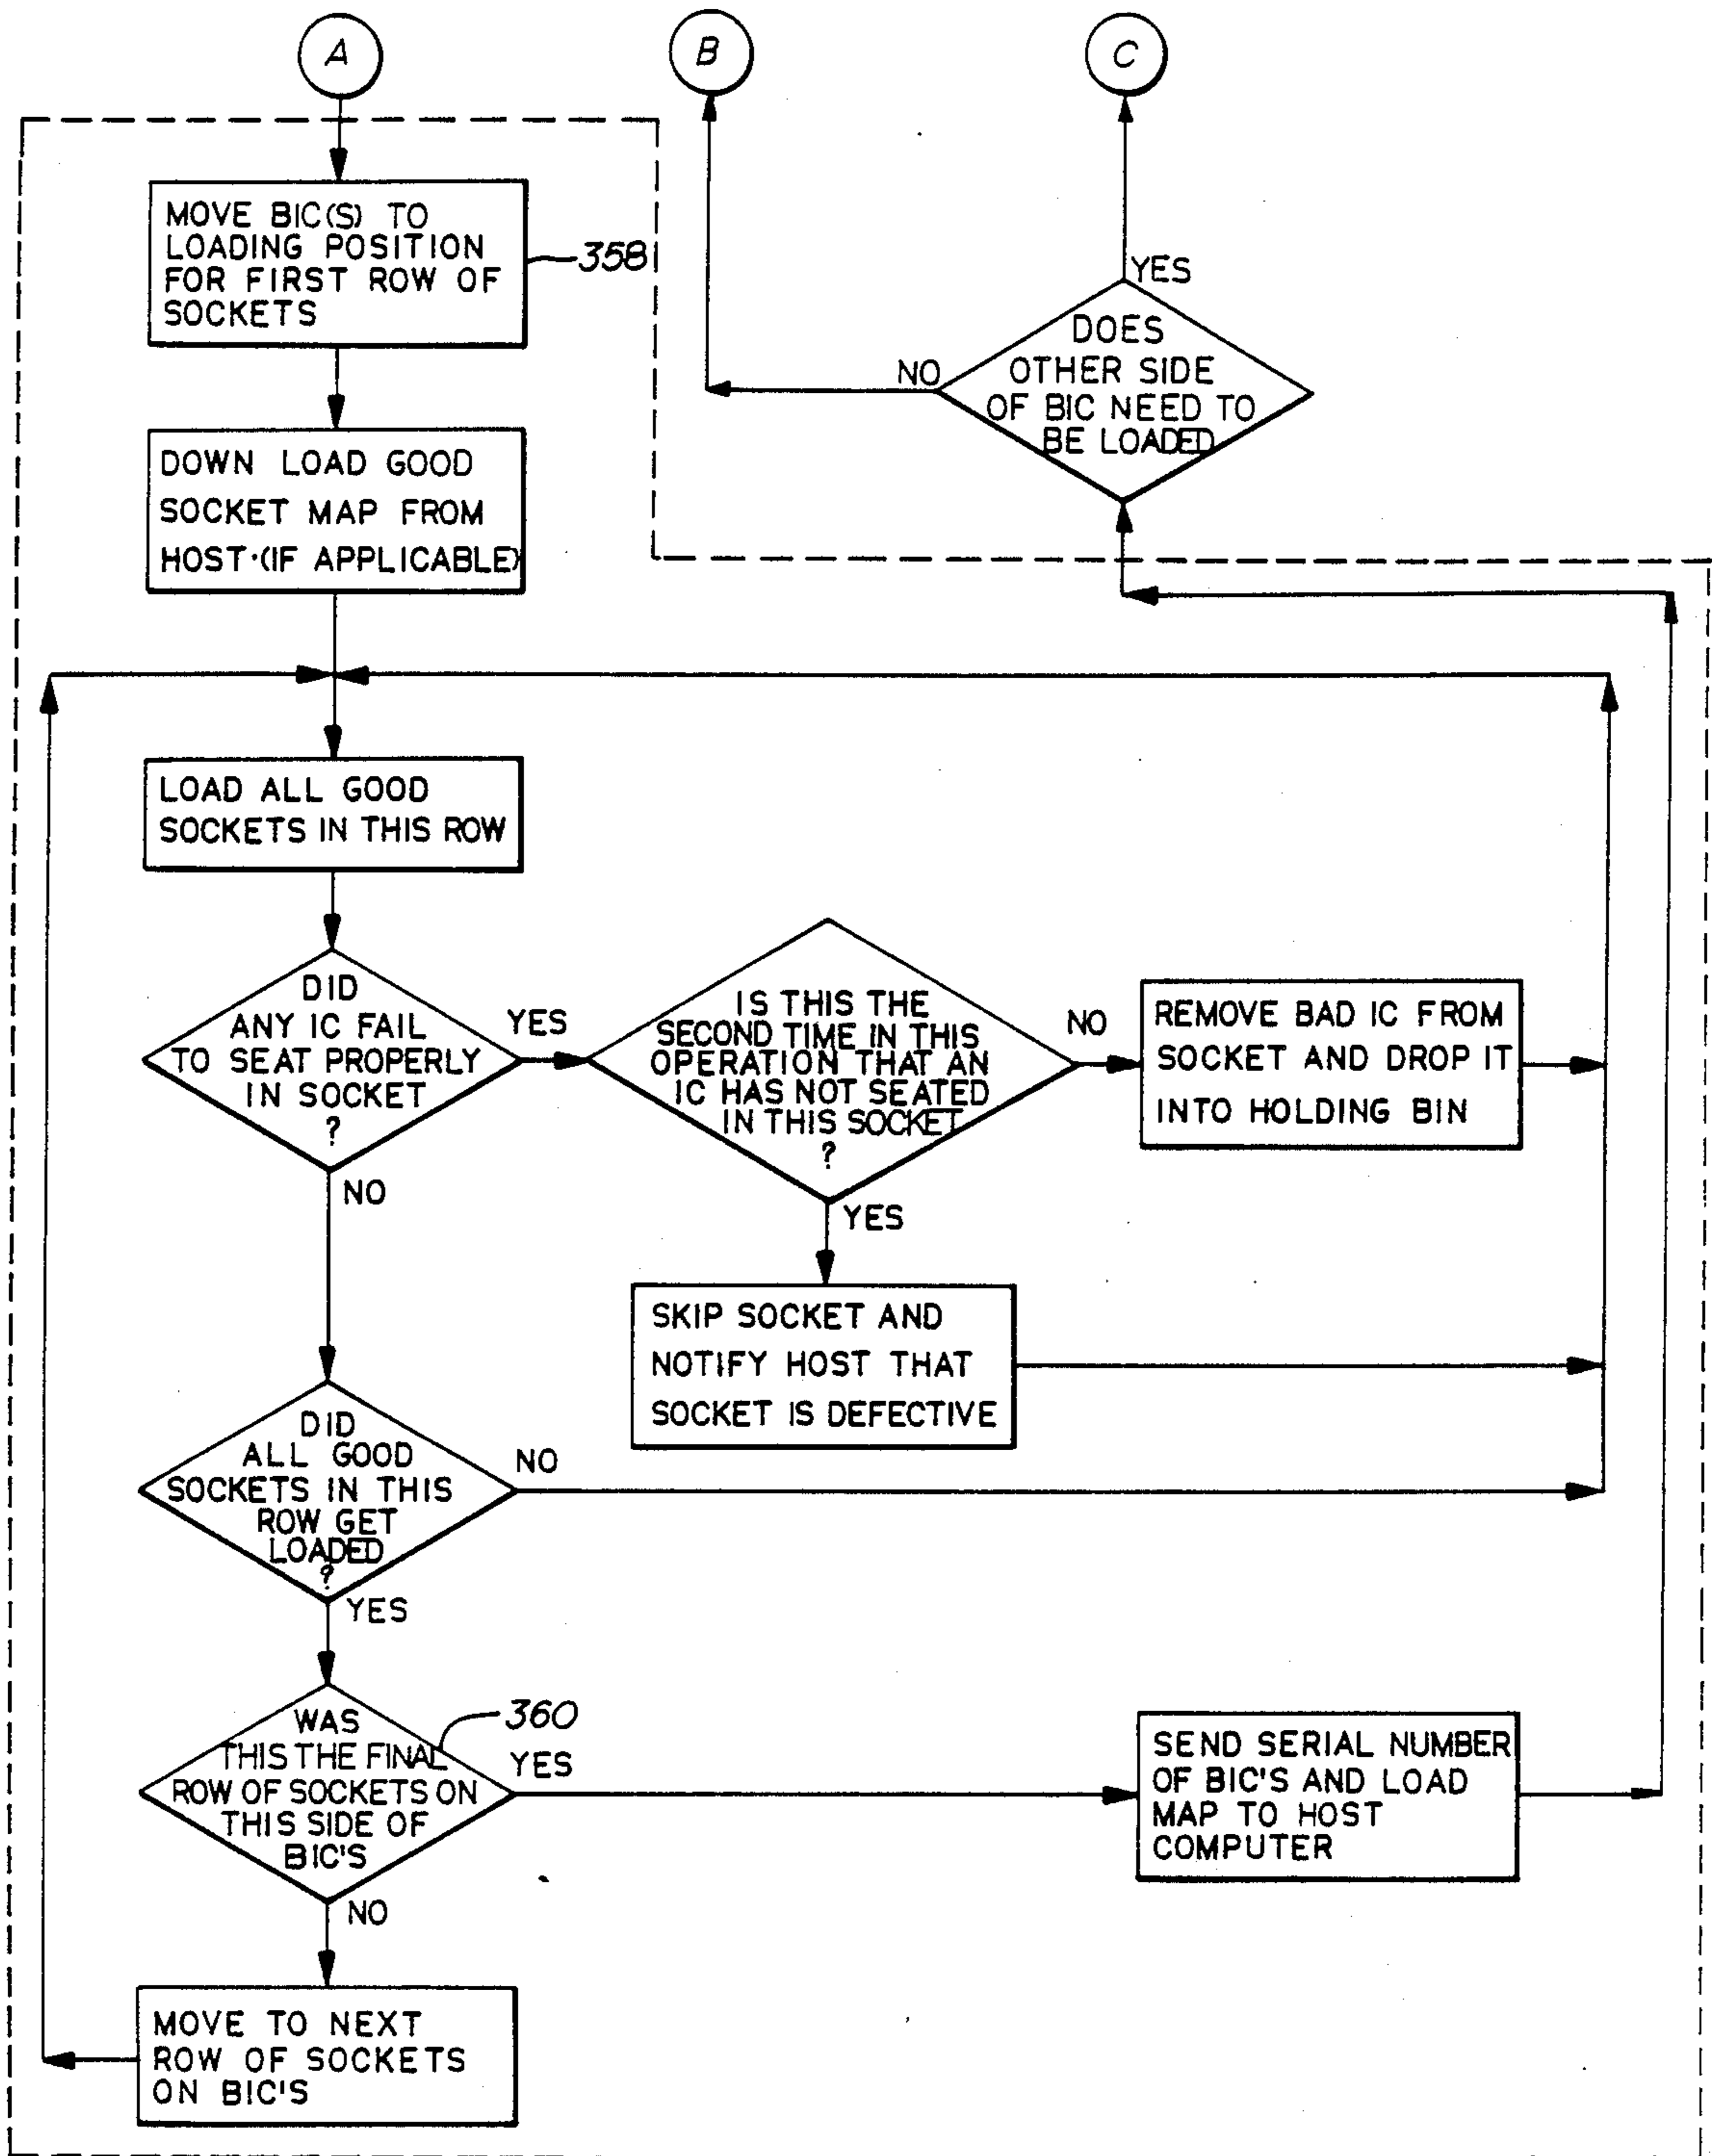 A
B
C
MOVE BIC(S) TO
LOADING POSITION
FOR FIRST ROW OF
SOCKETS
358
YES
DOES
OTHER SIDE
OF BIC NEED TO
BE LOADED
NO
DOWN LOAD GOOD
SOCKET MAP FROM
HOST (IF APPLICABLE)
LOAD ALL GOOD
SOCKETS IN THIS ROW
DID
ANY IC FAIL
TO SEAT PROPERLY
IN SOCKET
?
YES
NO
IS THIS THE
SECOND TIME IN THIS
OPERATION THAT AN
IC HAS NOT SEATED
IN THIS SOCKET
?
NO
YES
REMOVE BAD IC FROM
SOCKET AND DROP IT
INTO HOLDING BIN
SKIP SOCKET AND
NOTIFY HOST THAT
SOCKET IS DEFECTIVE
DID
ALL GOOD
SOCKETS IN THIS
ROW GET
LOADED
?
NO
YES
WAS
THIS THE FINAL
ROW OF SOCKETS ON
THIS SIDE OF
BIC'S
360
YES
NO
SEND SERIAL NUMBER
OF BIC'S AND LOAD
MAP TO HOST
COMPUTER
MOVE TO NEXT
ROW OF SOCKETS
ON BIC'S